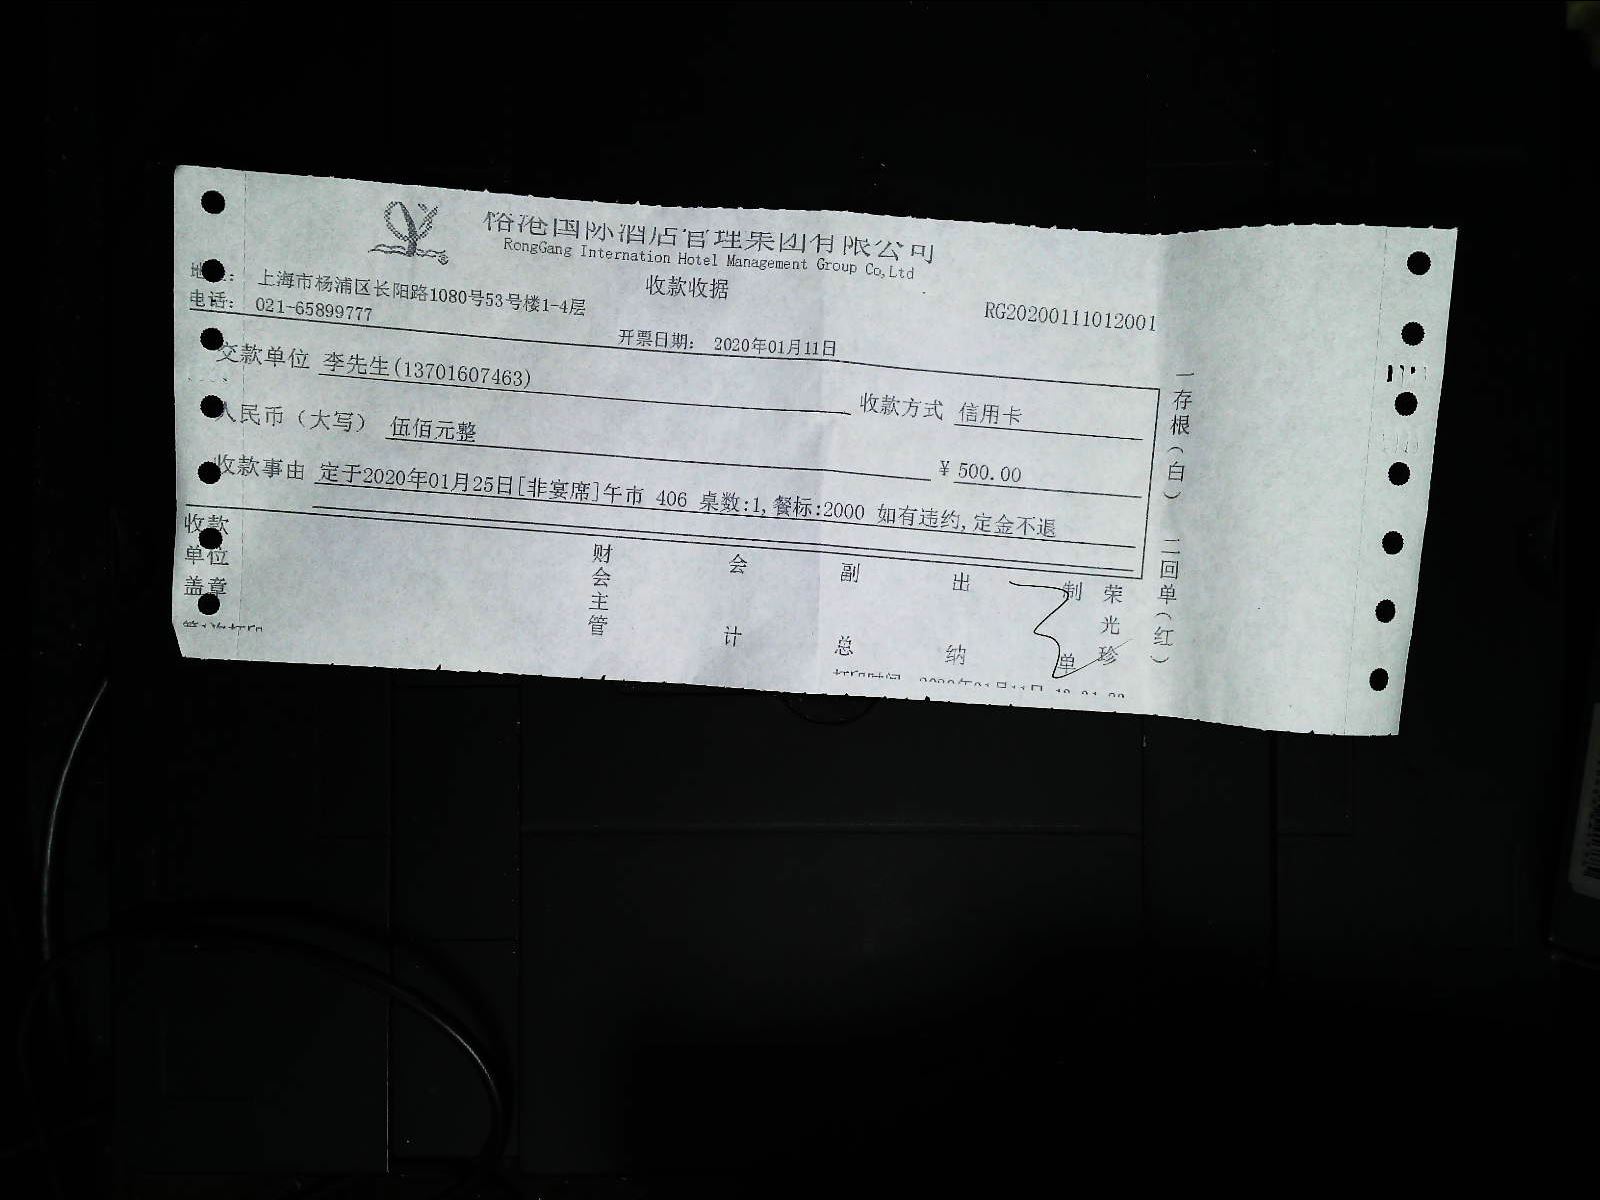 国际酒店管理集团有限公司
RongGang Internation Hotel Management Group Co,Ltd
收款收据
上海市杨浦区长阳路1080号53号楼1-4层
RG20200111012001
电话: 021-65899777
开票日期: 2020年01月11日
交款单位 李先生(13701607463)
收款方式 信用卡
人民币（大写） 伍佰元整
¥ 500.00
收款事由 定于2020年01月25日[非宴席]午市 406 桌数:1,餐标:2000 如有违约,定金不退
收款单位盖章
财会主管
会计
副总
出纳
制单
荣光珍
一存根(白) 二回单(红)